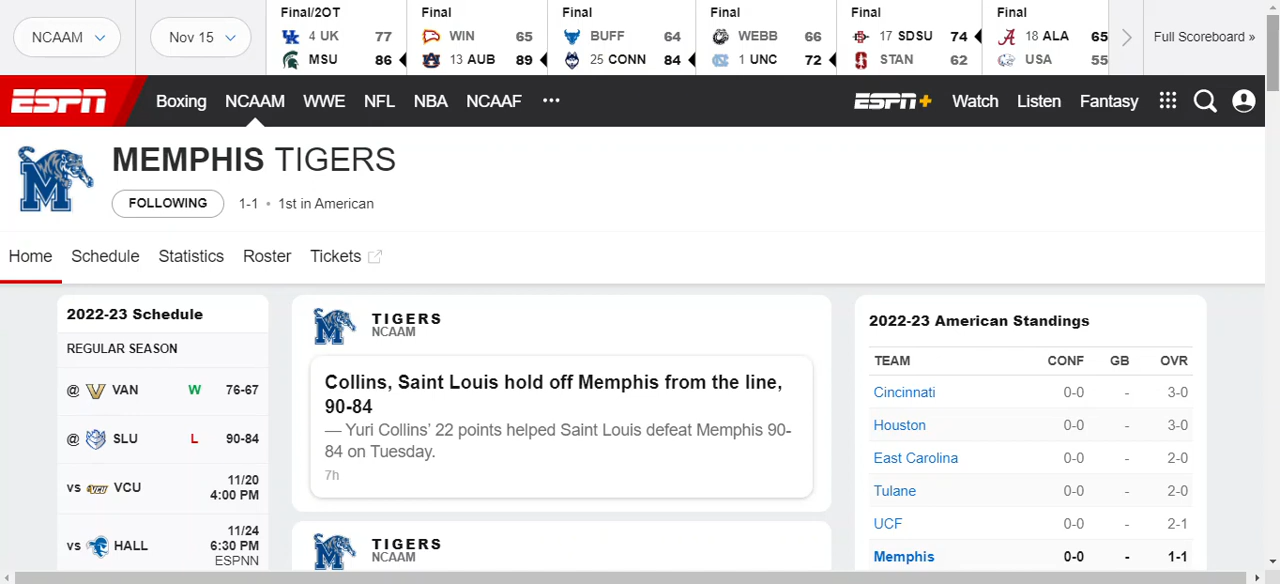 NCAAM
Nov 15
Final/2OT
4 UK 77
MSU 86
Final
WIN 65
13 AUB 89
Final
BUFF 64
25 CONN 84
Final
WEBB 66
1 UNC 72
Final
17 SDSU 74
STAN 62
Final
18 ALA 65
USA 55
Full Scoreboard »
ESPN Boxing NCAAM WWE NFL NBA NCAAF ••• ESPN+ Watch Listen Fantasy
MEMPHIS TIGERS
FOLLOWING 1-1 • 1st in American
Home Schedule Statistics Roster Tickets
2022-23 Schedule
REGULAR SEASON
@ VAN W 76-67
@ SLU L 90-84
vs VCU 11/20
4:00 PM
vs HALL 11/24
6:30 PM
ESPNN
TIGERS
NCAAM
Collins, Saint Louis hold off Memphis from the line,
90-84
— Yuri Collins' 22 points helped Saint Louis defeat Memphis 90-
84 on Tuesday.
7h
TIGERS
NCAAM
2022-23 American Standings
TEAM CONF GB OVR
Cincinnati 0-0 - 3-0
Houston 0-0 - 3-0
East Carolina 0-0 - 2-0
Tulane 0-0 - 2-0
UCF 0-0 - 2-1
Memphis 0-0 - 1-1